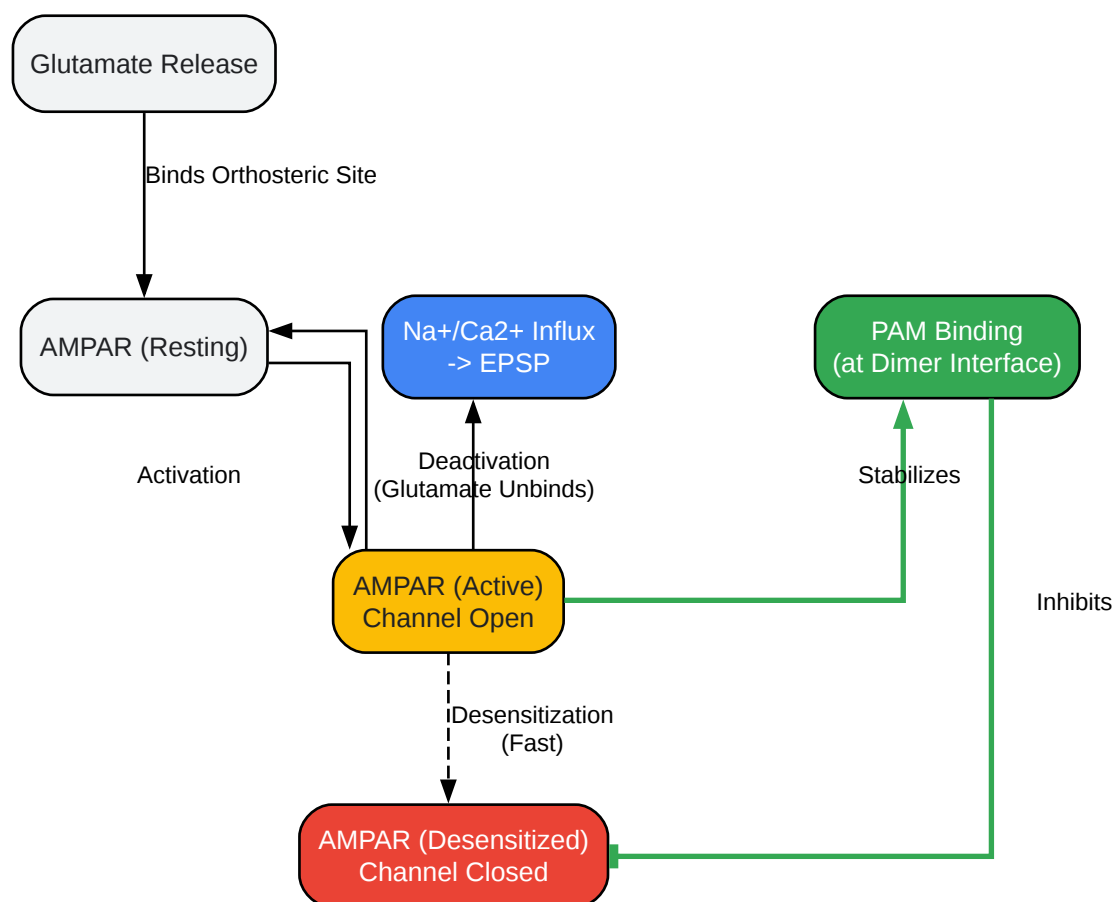 Glutamate Release
Binds Orthosteric Site
AMPAR (Resting)
Na+/Ca2+ Influx
-> EPSP
PAM Binding
(at Dimer Interface)
Activation
Deactivation
(Glutamate Unbinds)
Stabilizes
AMPAR (Active)
Channel Open
Inhibits
Desensitization
(Fast)
AMPAR (Desensitized)
Channel Closed